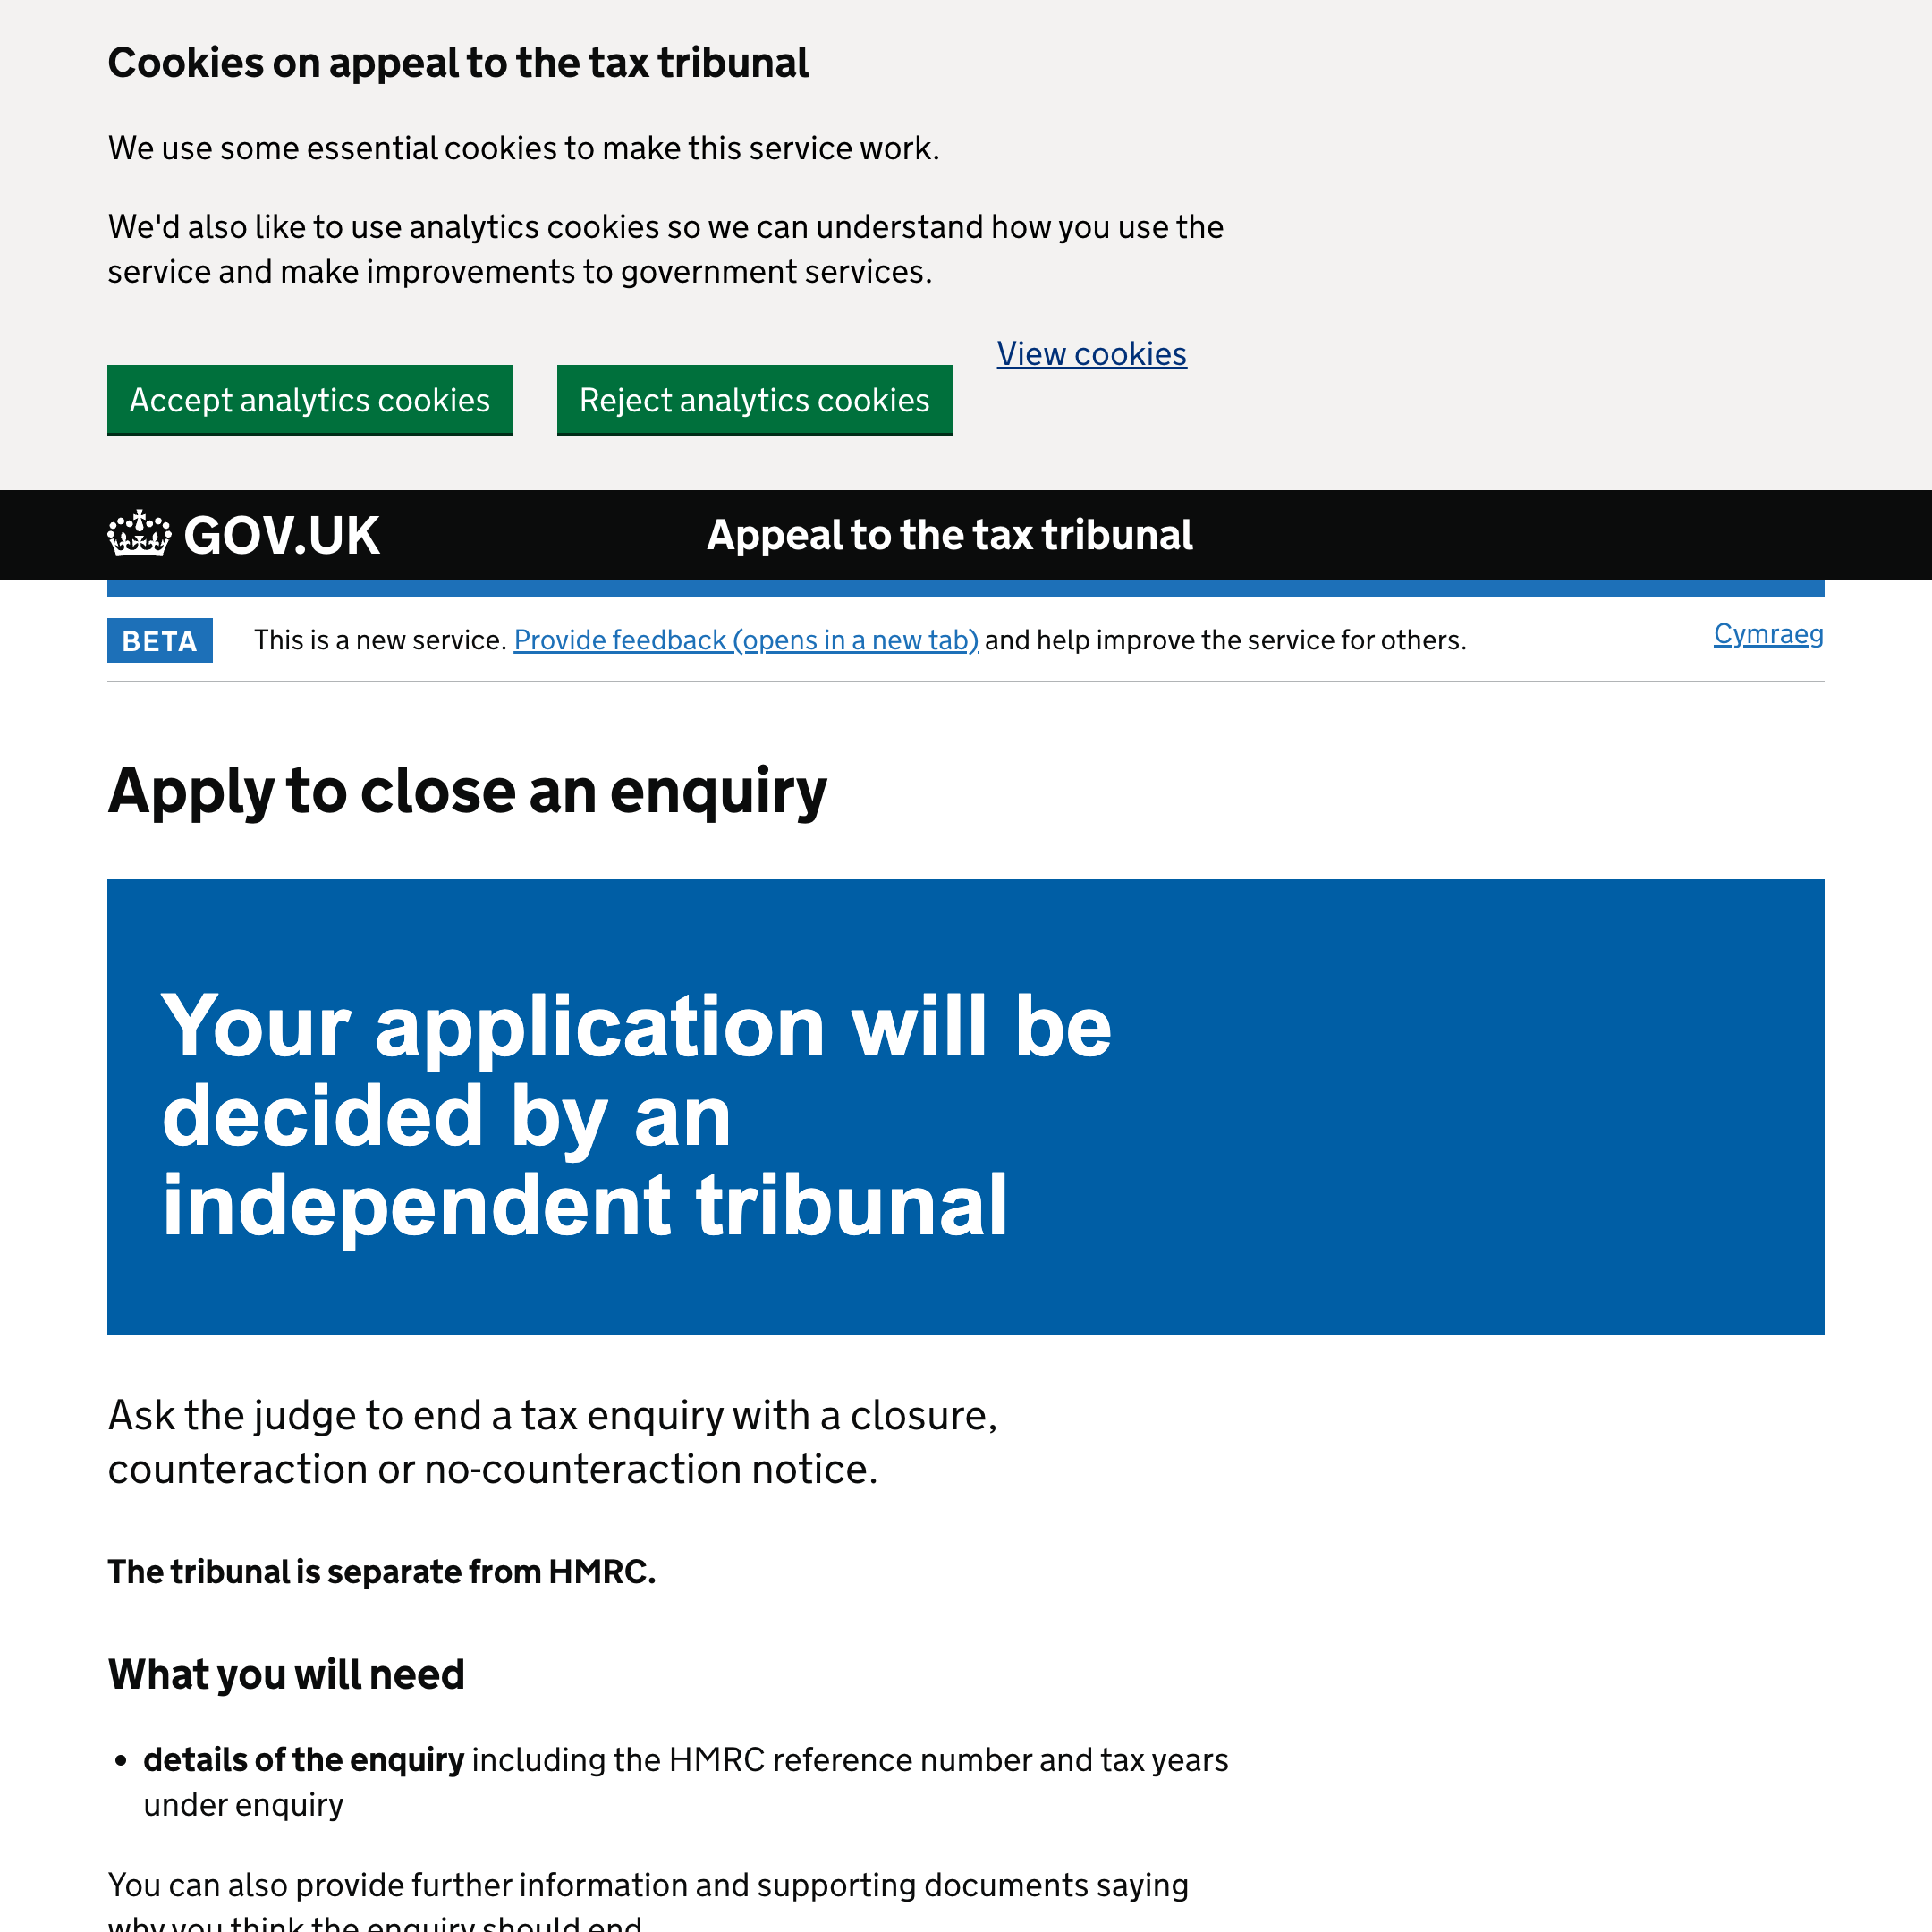 Cookies on appeal to the tax tribunal
We use some essential cookies to make this service work.
We'd also like to use analytics cookies so we can understand how you use the
service and make improvements to government services.
View cookies
Accept analytics cookies
Reject analytics cookies
GOV.UK
Appeal to the tax tribunal
BETA
This is a new service. Provide feedback (opens in a new tab) and help improve the service for others.
Cymraeg
Apply to close an enquiry
Your application will be
decided by an
independent tribunal
Ask the judge to end a tax enquiry with a closure,
counteraction or no-counteraction notice.
The tribunal is separate from HMRC.
What you will need
• details of the enquiry including the HMRC reference number and tax years
under enquiry
You can also provide further information and supporting documents saying
why you think the enquiry should end